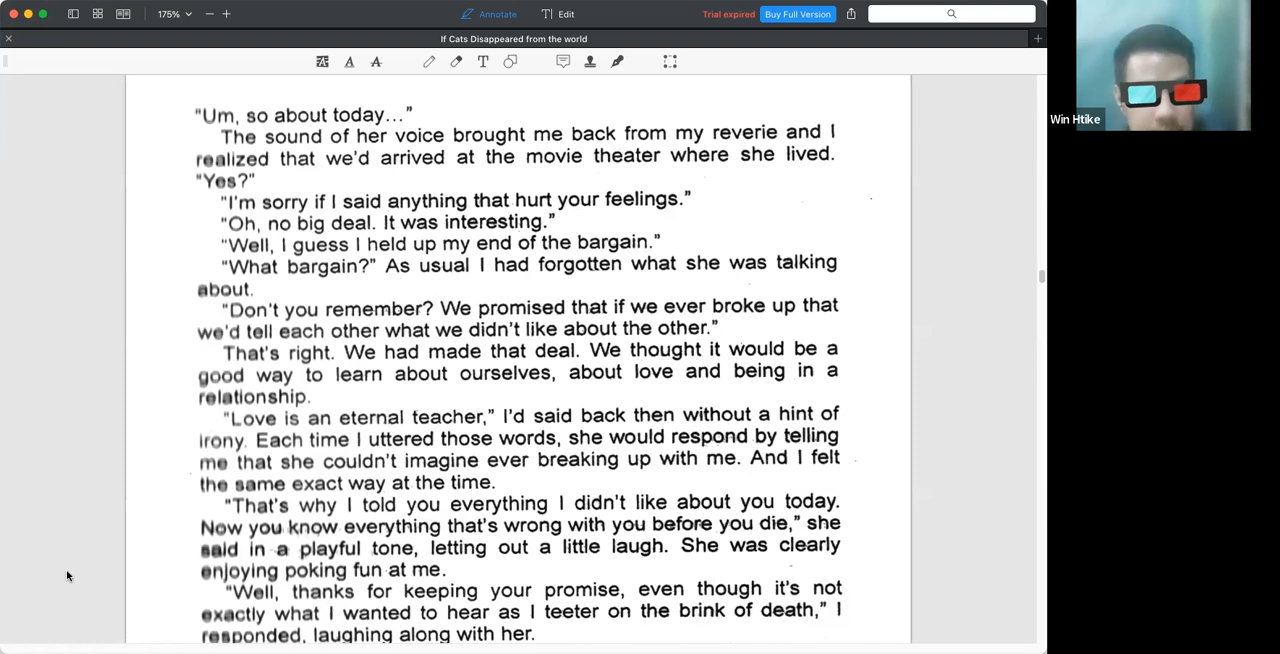 175%
Annotate
Edit
Trial expired
Buy Full Version
If Cats Disappeared from the world
Win Htike
“Um, so about today...”
The sound of her voice brought me back from my reverie and I
realized that we'd arrived at the movie theater where she lived.
“Yes?”
“I'm sorry if I said anything that hurt your feelings.”
“Oh, no big deal. It was interesting.”
“Well, I guess I held up my end of the bargain.”
“What bargain?” As usual I had forgotten what she was talking
about.
“Don't you remember? We promised that if we ever broke up that
we'd tell each other what we didn't like about the other.”
That's right. We had made that deal. We thought it would be a
good way to learn about ourselves, about love and being in a
relationship.
“Love is an eternal teacher,” I'd said back then without a hint of
irony. Each time I uttered those words, she would respond by telling
me that she couldn't imagine ever breaking up with me. And I felt
the same exact way at the time.
“That's why I told you everything I didn't like about you today.
Now you know everything that's wrong with you before you die,” she
said in a playful tone, letting out a little laugh. She was clearly
enjoying poking fun at me.
“Well, thanks for keeping your promise, even though it's not
exactly what I wanted to hear as I teeter on the brink of death,” I
responded, laughing along with her.